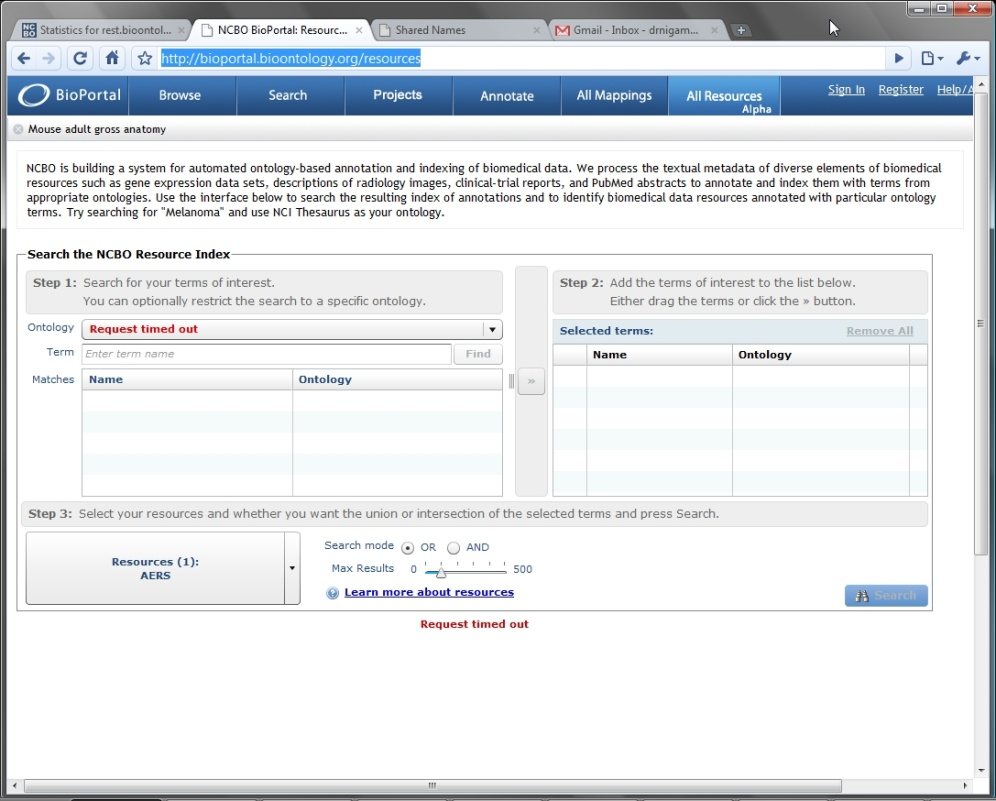 Statistics for rest.bioontol...
NCBO BioPortal: Resourc...
Shared Names
Gmail - Inbox - drnigam...
http://bioportal.bioontology.org/resources
BioPortal
Browse
Search
Projects
Annotate
All Mappings
All Resources
Alpha
Sign In
Register
Help/A
Mouse adult gross anatomy
NCBO is building a system for automated ontology-based annotation and indexing of biomedical data. We process the textual metadata of diverse elements of biomedical
resources such as gene expression data sets, descriptions of radiology images, clinical-trial reports, and PubMed abstracts to annotate and index them with terms from
appropriate ontologies. Use the interface below to search the resulting index of annotations and to identify biomedical data resources annotated with particular ontology
terms. Try searching for "Melanoma" and use NCI Thesaurus as your ontology.
Search the NCBO Resource Index
Step 1: Search for your terms of interest.
You can optionally restrict the search to a specific ontology.
Ontology Request timed out
Term Enter term name Find
Matches Name Ontology
»
Step 2: Add the terms of interest to the list below.
Either drag the terms or click the » button.
Selected terms: Remove All
Name Ontology
Step 3: Select your resources and whether you want the union or intersection of the selected terms and press Search.
Resources (1):
AERS
Search mode OR AND
Max Results 0 500
Learn more about resources
Search
Request timed out